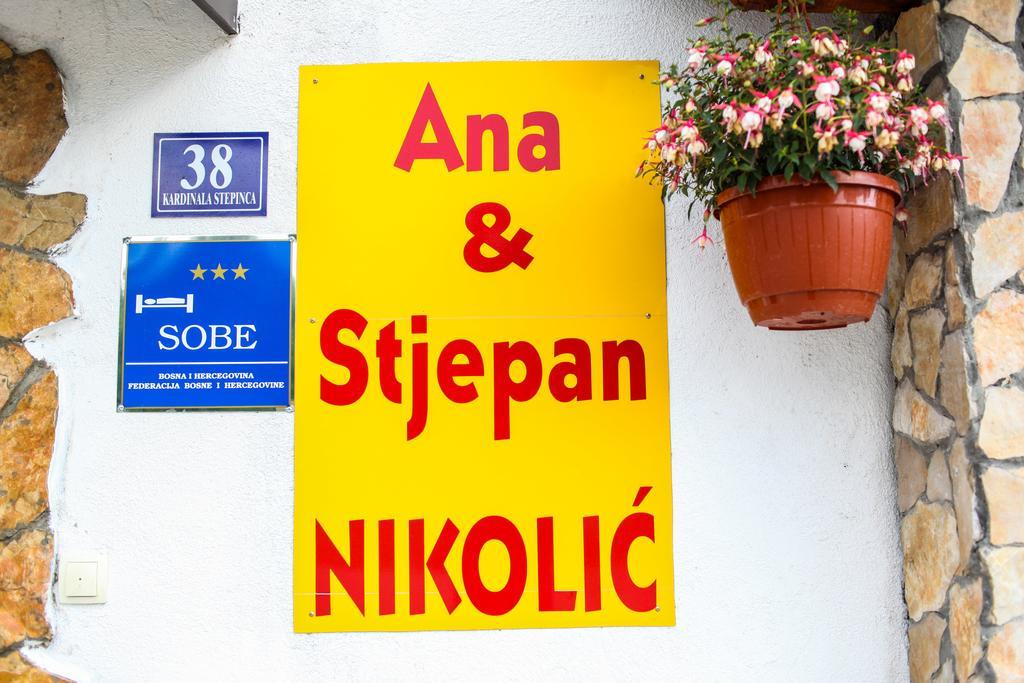 38
KARDINALA STEPINCA
SOBE
BOSNA I HERCEGOVINA
FEDERACIJA BOSNE I HERCEGOVINE
Ana
&
Stjepan
NIKOLIĆ